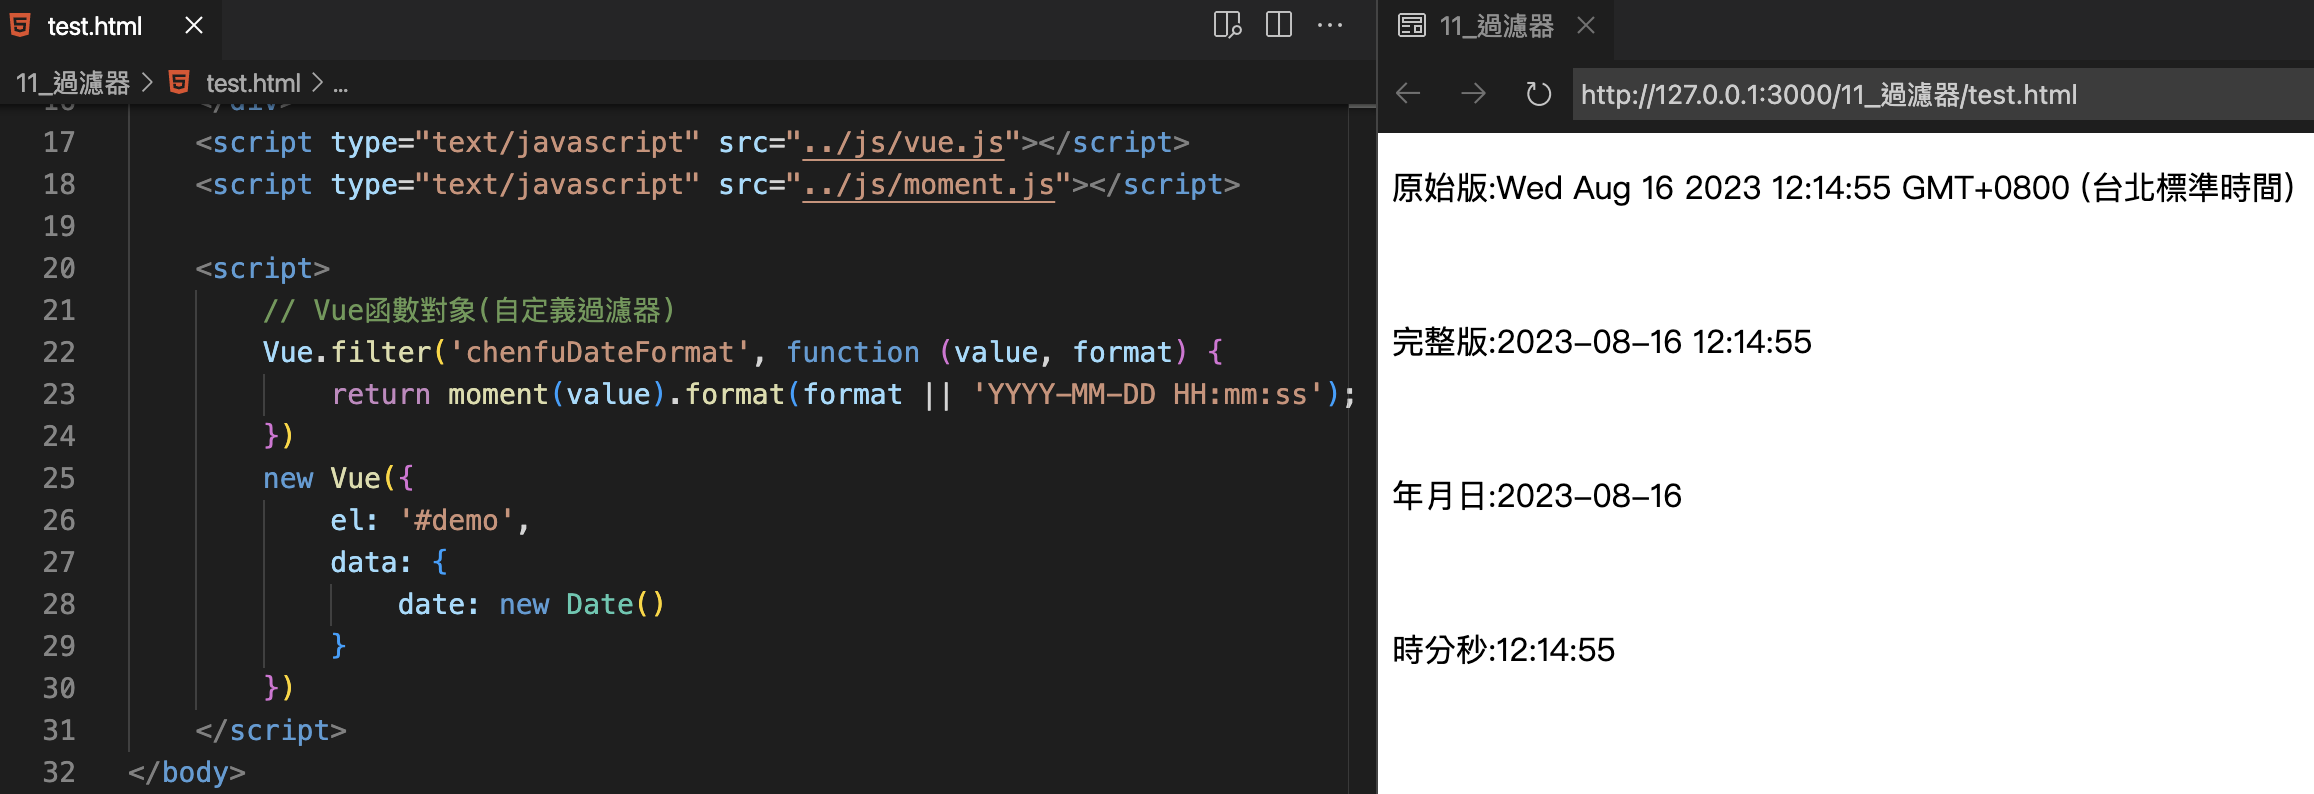 test.html
11_過濾器 > test.html > ...
16 </div>
17 <script type="text/javascript" src="../js/vue.js"></script>
18 <script type="text/javascript" src="../js/moment.js"></script>
19
20 <script>
21 // Vue函數對象(自定義過濾器)
22 Vue.filter('chenfuDateFormat', function (value, format) {
23 return moment(value).format(format || 'YYYY-MM-DD HH:mm:ss');
24 })
25 new Vue({
26 el: '#demo',
27 data: {
28 date: new Date()
29 }
30 })
31 </script>
32 </body>
11_過濾器
http://127.0.0.1:3000/11_過濾器/test.html
原始版:Wed Aug 16 2023 12:14:55 GMT+0800 (台北標準時間)
完整版:2023-08-16 12:14:55
年月日:2023-08-16
時分秒:12:14:55